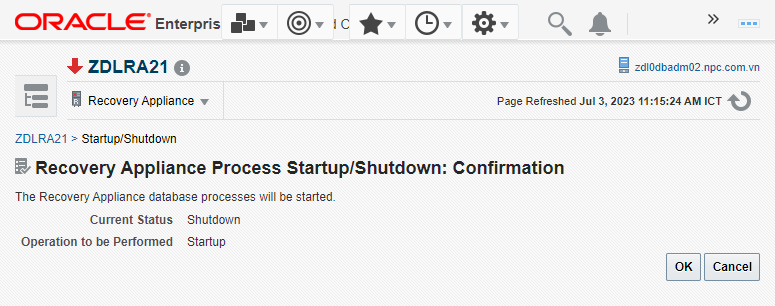 ORACLE® Enterpris d C
ZDLRA21
zdl0dbadm02.npc.com.vn
Recovery Appliance
Page Refreshed Jul 3, 2023 11:15:24 AM ICT
ZDLRA21 > Startup/Shutdown
Recovery Appliance Process Startup/Shutdown: Confirmation
The Recovery Appliance database processes will be started.
Current Status Shutdown
Operation to be Performed Startup
OK Cancel